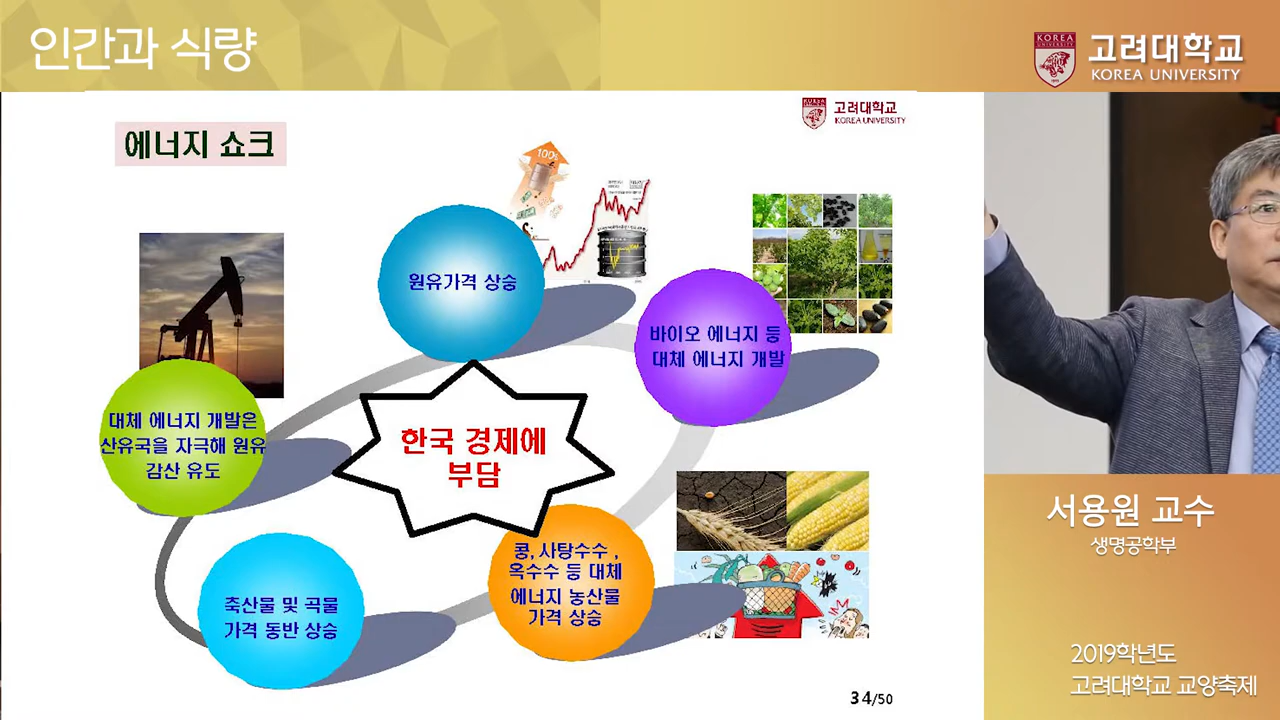 인간과 식량
KOREA
UNIVERSITY
고려대학교
KOREA UNIVERSITY
고려대학교
KOREA UNIVERSITY
에너지 쇼크
100%
원유가격 상승
바이오 에너지 등
대체 에너지 개발
대체 에너지 개발은
산유국을 자극해 원유
감산 유도
한국 경제에
부담
콩, 사탕수수 ,
옥수수 등 대체
에너지 농산물
가격 상승
축산물 및 곡물
가격 동반 상승
34/50
서용원 교수
생명공학부
2019학년도
고려대학교 교양축제